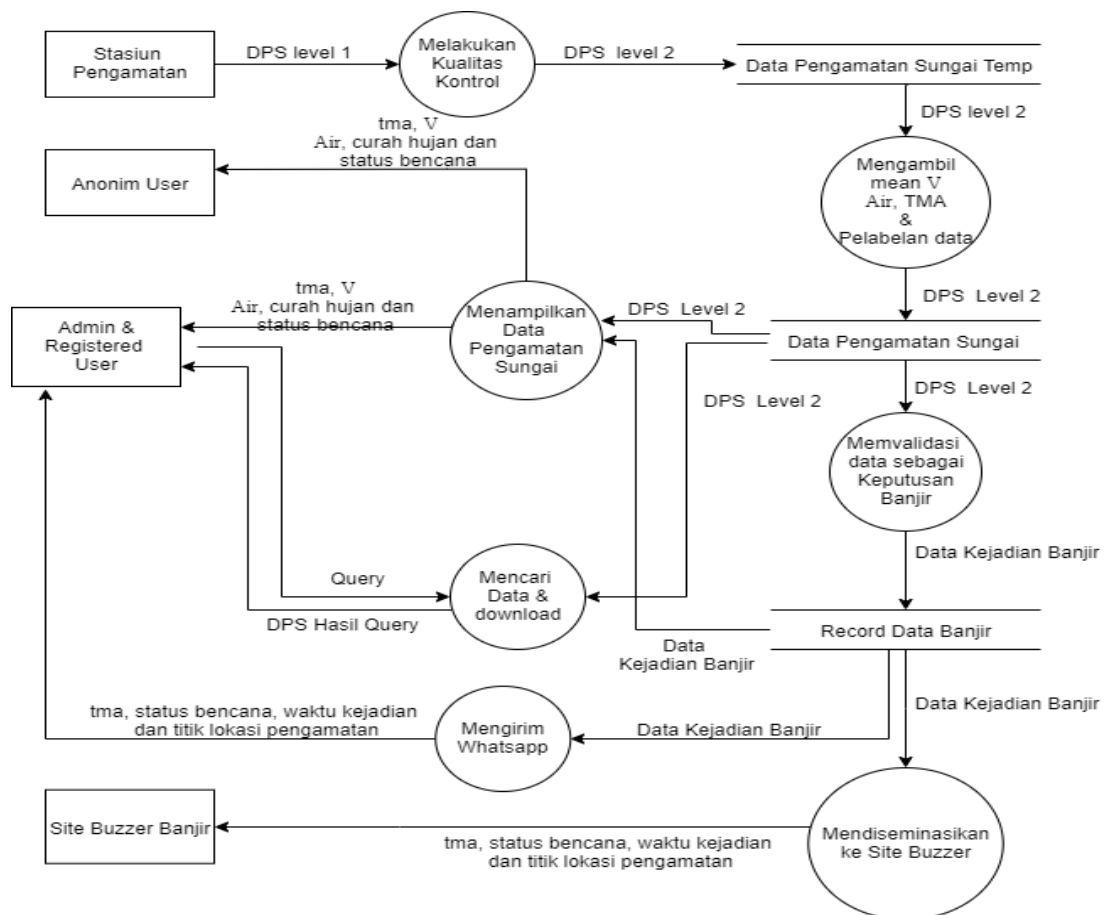 Stasiun
Pengamatan
DPS level 1
Melakukan
Kualitas
Kontrol
DPS level 2
Data Pengamatan Sungai Temp
DPS level 2
tma, V
Air, curah hujan dan
status bencana
Anonim User
Mengambil
mean V
Air, TMA
&
Pelabelan data
DPS Level 2
tma, V
Air, curah hujan dan
status bencana
Admin &
Registered
User
Menampilkan
Data
Pengamatan
Sungai
DPS Level 2
Data Pengamatan Sungai
DPS Level 2
DPS Level 2
Memvalidasi
data sebagai
Keputusan
Banjir
Data Kejadian Banjir
Query
Mencari
Data &
download
DPS Hasil Query
Data
Kejadian Banjir
Record Data Banjir
Data Kejadian Banjir
tma, status bencana, waktu kejadian
dan titik lokasi pengamatan
Mengirim
Whatsapp
Data Kejadian Banjir
Site Buzzer Banjir
tma, status bencana, waktu kejadian
dan titik lokasi pengamatan
Mendiseminasikan
ke Site Buzzer